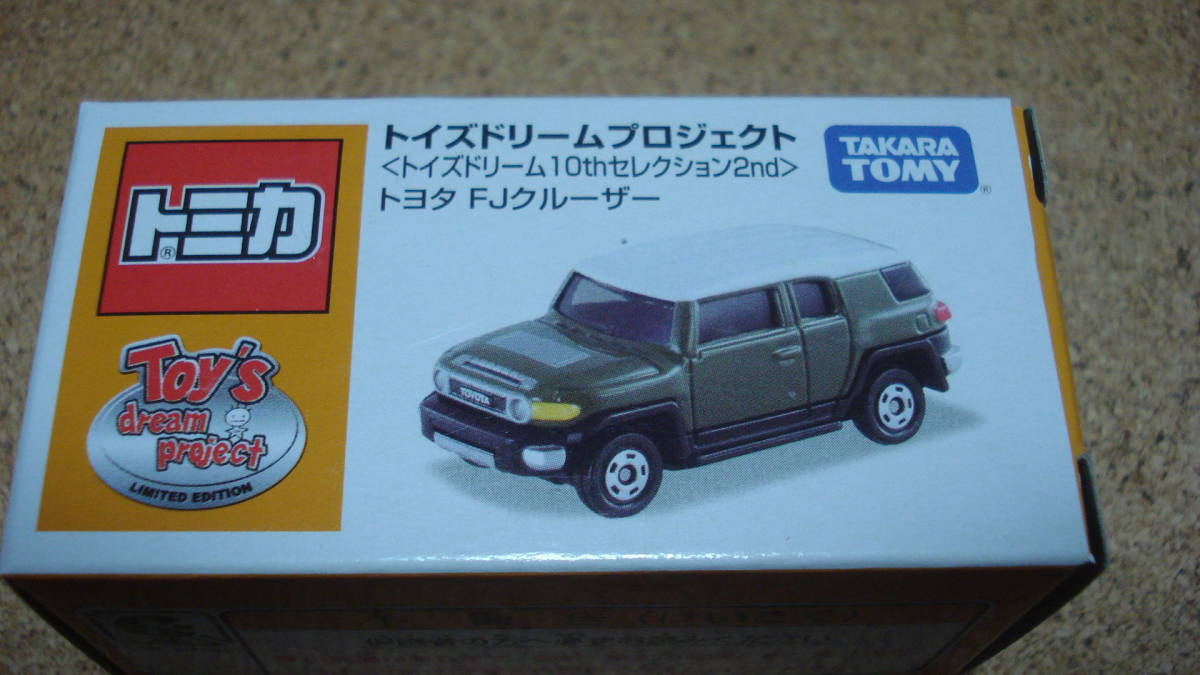 トミカ
®
Toy's
dream
project
LIMITED EDITION
トイズドリームプロジェクト
<トイズドリーム10thセレクション2nd>
トヨタ FJクルーザー
TAKARA
TOMY
®
TOYOTA